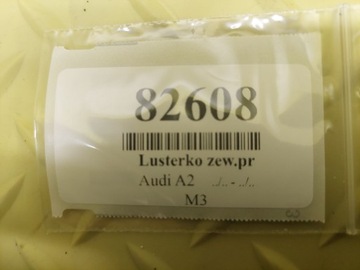 82608
Lusterko zew.pr
Audi A2 ../.. - ../..
M3